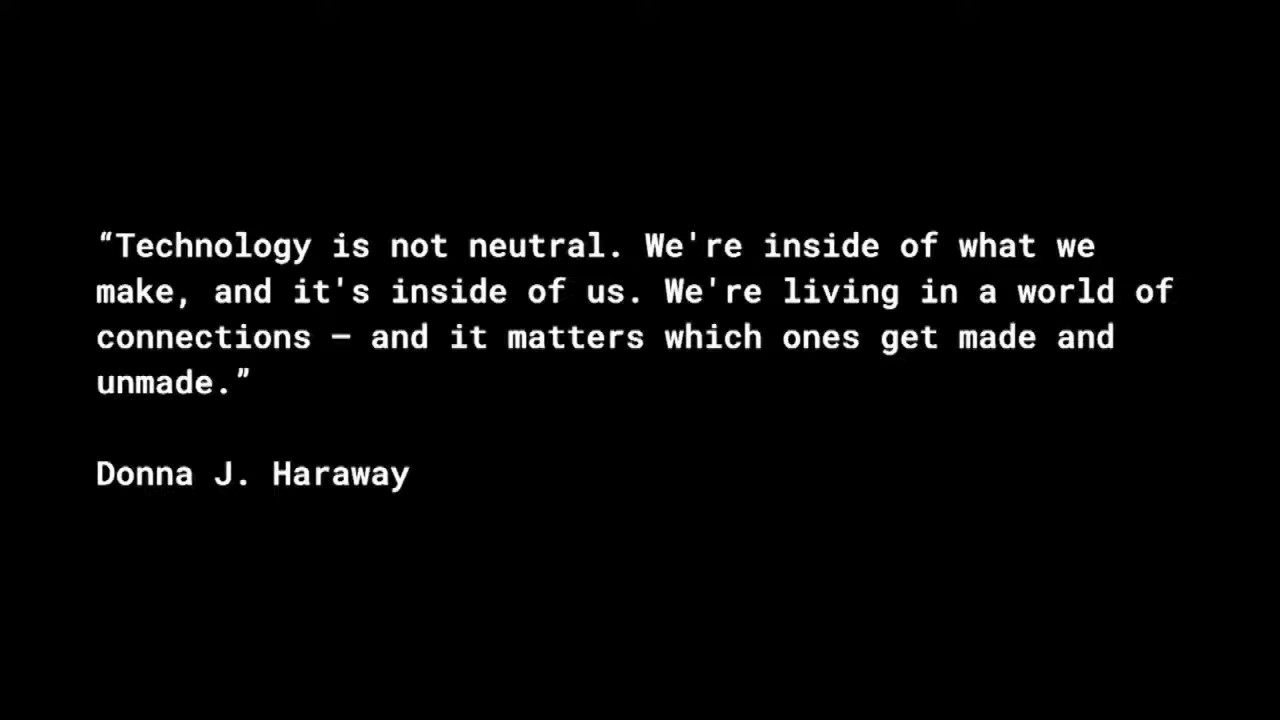 “Technology is not neutral. We're inside of what we
make, and it's inside of us. We're living in a world of
connections — and it matters which ones get made and
unmade.”
Donna J. Haraway